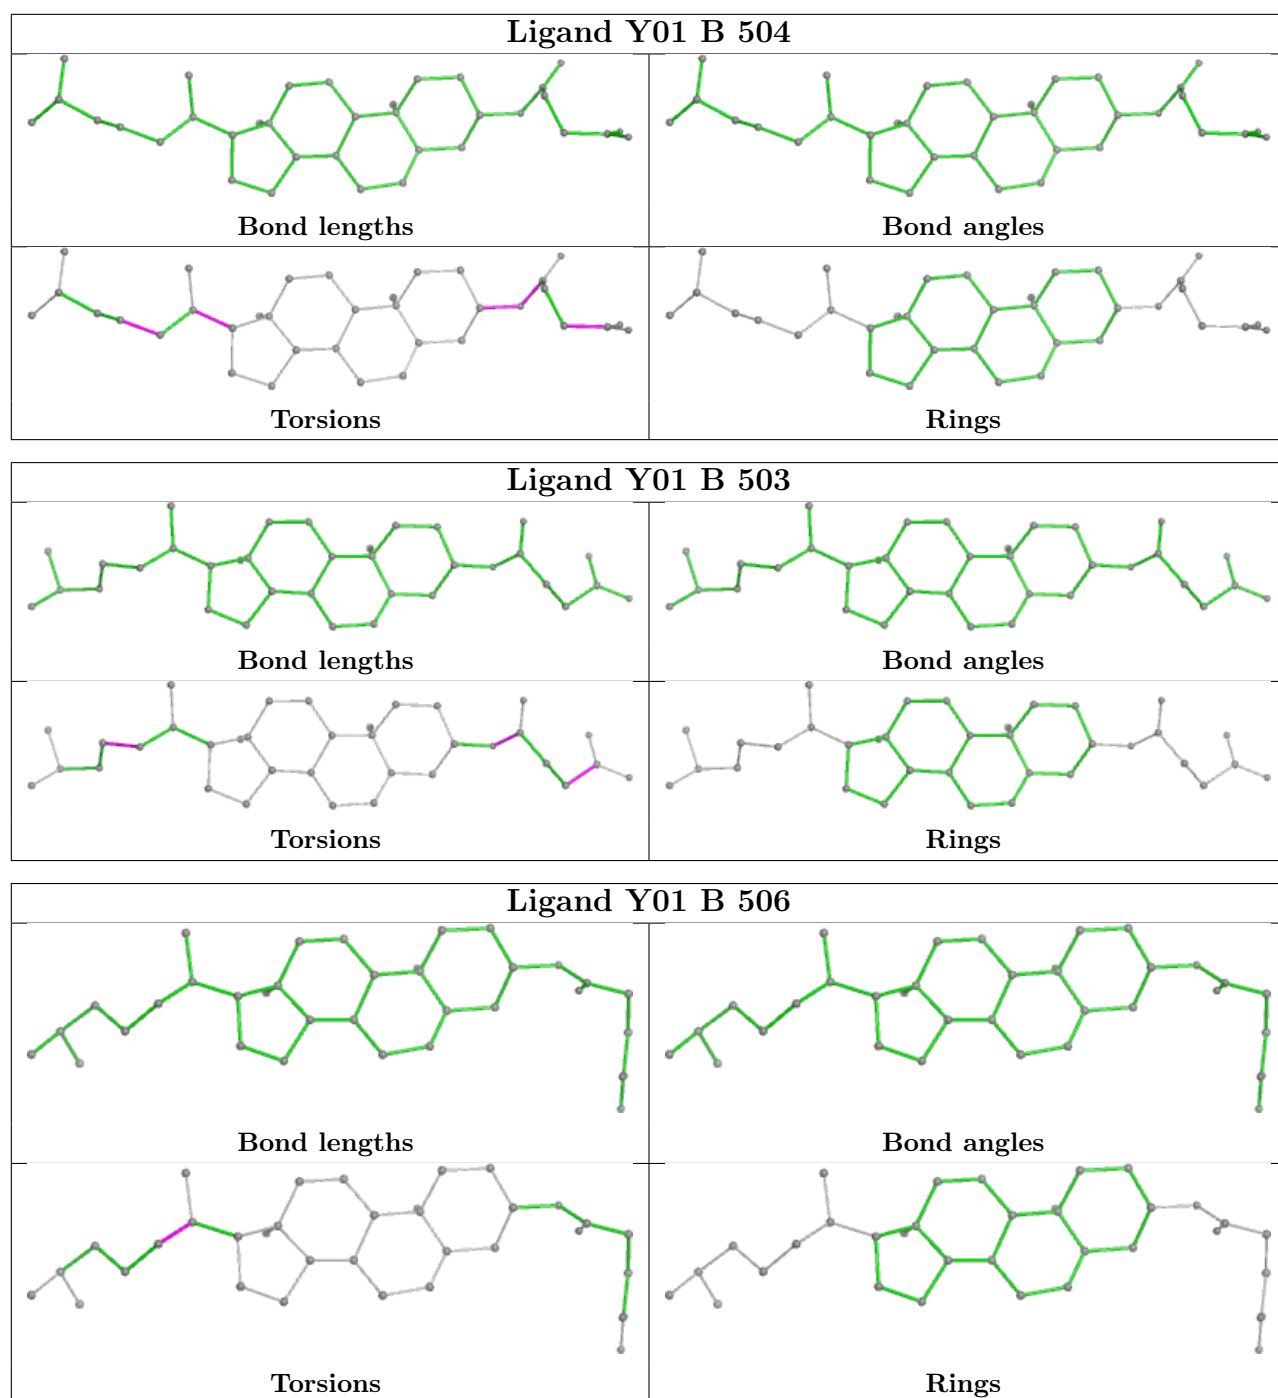 Ligand Y01 B 504
Bond lengths
Bond angles
Torsions
Rings
Ligand Y01 B 503
Bond lengths
Bond angles
Torsions
Rings
Ligand Y01 B 506
Bond lengths
Bond angles
Torsions
Rings